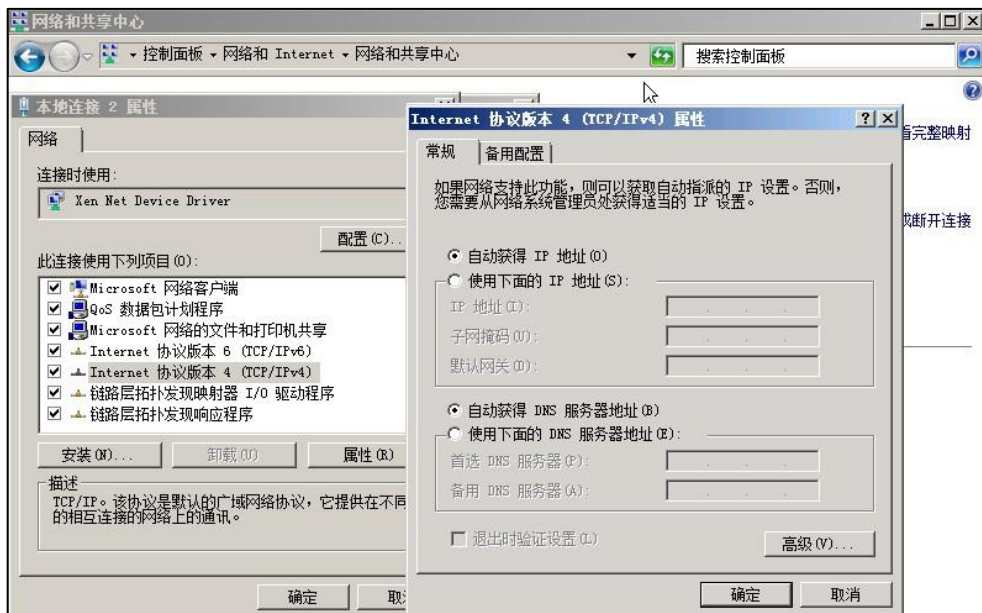 网络和共享中心
控制面板 网络和 Internet 网络和共享中心
搜索控制面板
本地连接 2 属性
网络
连接时使用:
Xen Net Device Driver
配置(C)..
此连接使用下列项目(O):
Microsoft 网络客户端
QoS 数据包计划程序
Microsoft 网络的文件和打印机共享
Internet 协议版本 6 (TCP/IPv6)
Internet 协议版本 4 (TCP/IPv4)
链路层拓扑发现映射器 I/O 驱动程序
链路层拓扑发现响应程序
安装(N)...
卸载(U)
属性(R)
描述
TCP/IP。该协议是默认的广域网络协议，它提供在不同
的相互连接的网络上的通讯。
确定
取
Internet 协议版本 4 (TCP/IPv4) 属性
常规
备用配置
如果网络支持此功能，则可以获取自动指派的 IP 设置。否则，
您需要从网络系统管理员处获得适当的 IP 设置。
自动获得 IP 地址(O)
使用下面的 IP 地址(S):
IP 地址(I):
子网掩码(U):
默认网关(D):
自动获得 DNS 服务器地址(B)
使用下面的 DNS 服务器地址(E):
首选 DNS 服务器(P):
备用 DNS 服务器(A):
退出时验证设置(L)
高级(V)...
确定
取消
完整映射
断开连接